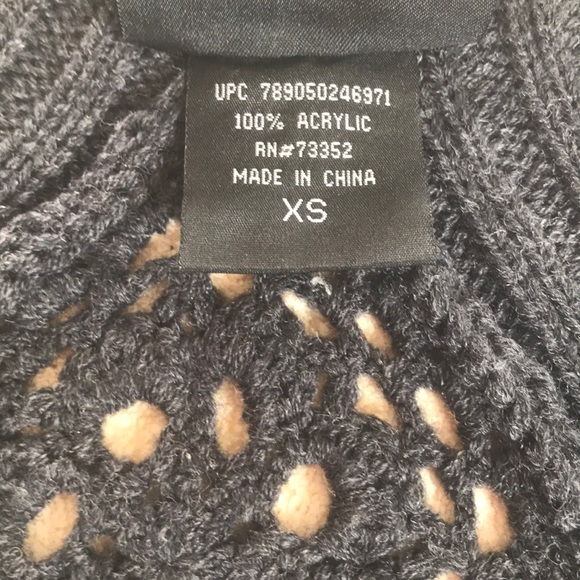 UPC 789050246971
100% ACRYLIC
RN#73352
MADE IN CHINA
XS